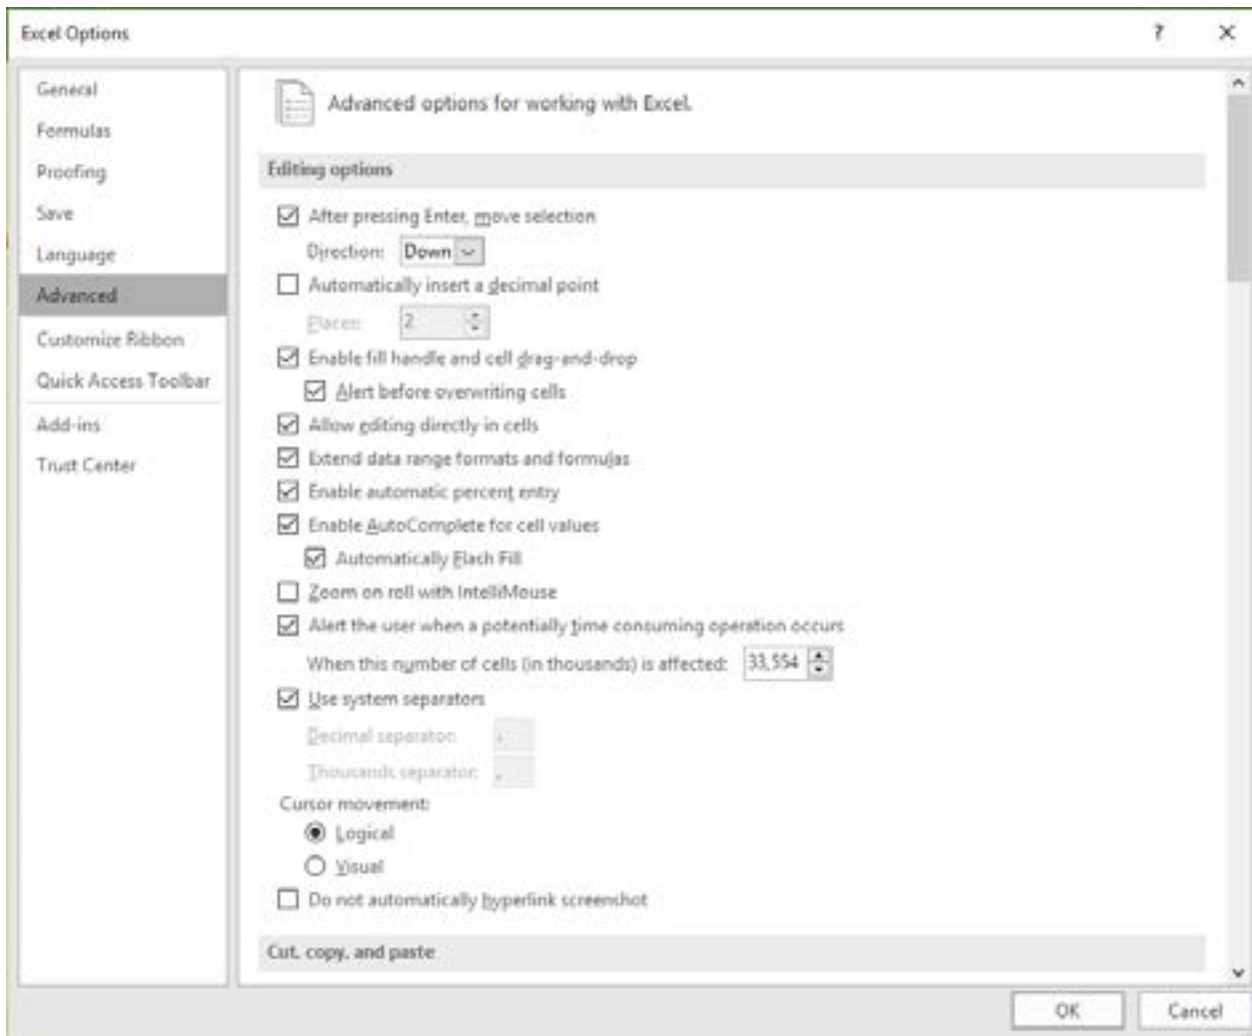 Excel Options
?
General
Formulas
Proofing
Save
Language
Advanced
Customize Ribbon
Quick Access Toolbar
Add-ins
Trust Center
Advanced options for working with Excel.
Editing options
After pressing Enter, move selection
Direction: Down
Automatically insert a decimal point
Places: 2
Enable fill handle and cell drag-and-drop
Alert before overwriting cells
Allow editing directly in cells
Extend data range formats and formulas
Enable automatic percent entry
Enable AutoComplete for cell values
Automatically Flash Fill
Zoom on roll with IntelliMouse
Alert the user when a potentially time consuming operation occurs
When this number of cells (in thousands) is affected: 33,554
Use system separators
Decimal separator:
Thousands separator:
Cursor movement:
Logical
Visual
Do not automatically hyperlink screenshot
Cut, copy, and paste
OK
Cancel